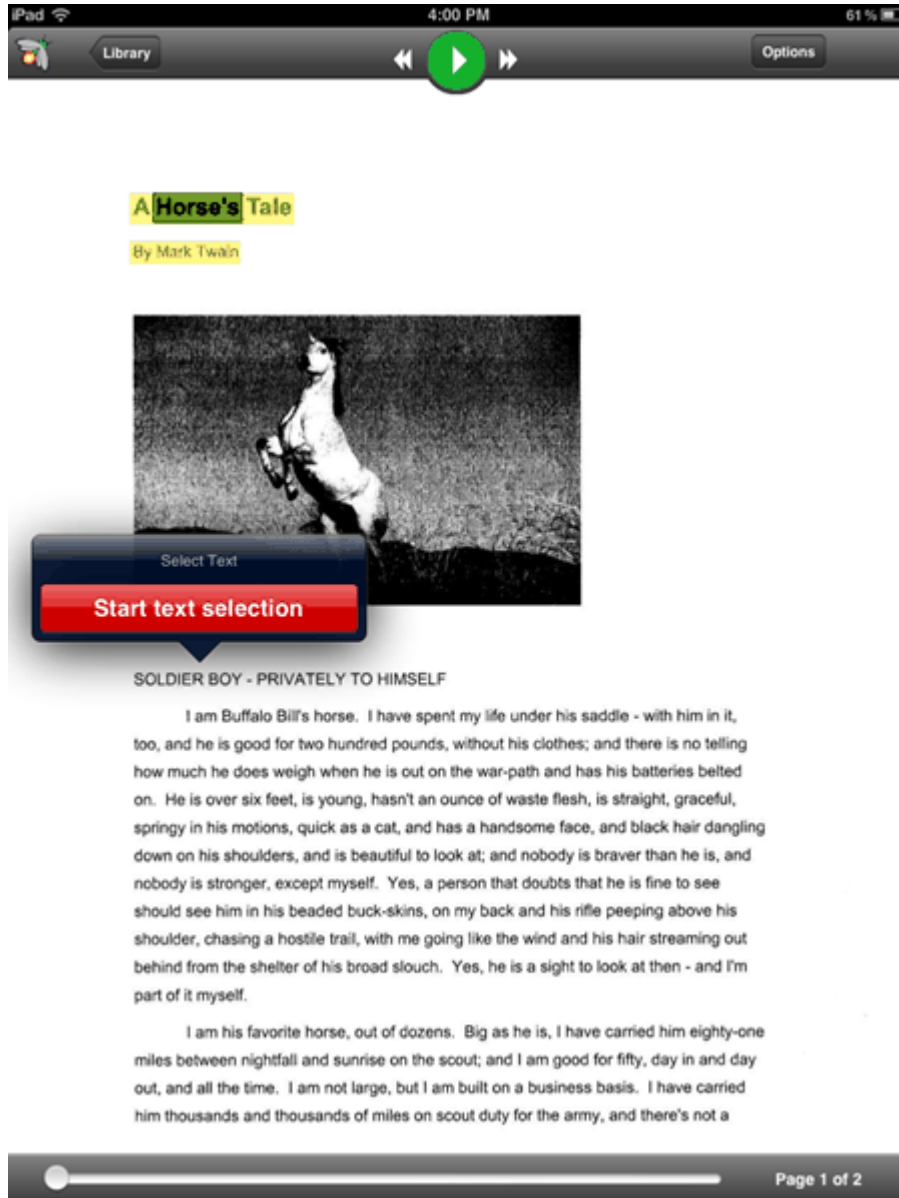 iPad 4:00 PM 61 %
Library Options
A Horse's Tale
By Mark Twain
Select Text
Start text selection
SOLDIER BOY - PRIVATELY TO HIMSELF
I am Buffalo Bill's horse. I have spent my life under his saddle - with him in it,
too, and he is good for two hundred pounds, without his clothes; and there is no telling
how much he does weigh when he is out on the war-path and has his batteries belted
on. He is over six feet, is young, hasn't an ounce of waste flesh, is straight, graceful,
springy in his motions, quick as a cat, and has a handsome face, and black hair dangling
down on his shoulders, and is beautiful to look at; and nobody is braver than he is, and
nobody is stronger, except myself. Yes, a person that doubts that he is fine to see
should see him in his beaded buck-skins, on my back and his rifle peeping above his
shoulder, chasing a hostile trail, with me going like the wind and his hair streaming out
behind from the shelter of his broad slouch. Yes, he is a sight to look at then - and I'm
part of it myself.
I am his favorite horse, out of dozens. Big as he is, I have carried him eighty-one
miles between nightfall and sunrise on the scout; and I am good for fifty, day in and day
out, and all the time. I am not large, but I am built on a business basis. I have carried
him thousands and thousands of miles on scout duty for the army, and there's not a
Page 1 of 2